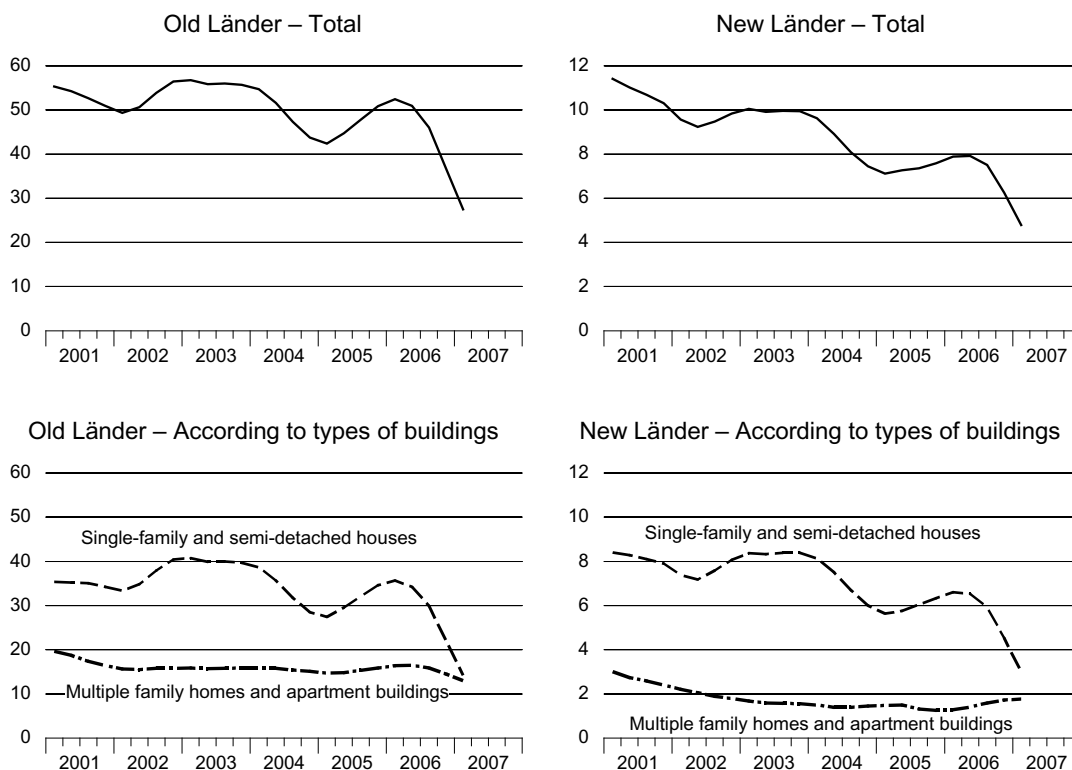 Old Länder – Total
60
50
40
30
20
10
0
2001 2002 2003 2004 2005 2006 2007
New Länder – Total
12
10
8
6
4
2
0
2001 2002 2003 2004 2005 2006 2007
Old Länder – According to types of buildings
60
50
Single-family and semi-detached houses
40
30
20
10
Multiple family homes and apartment buildings
0
2001 2002 2003 2004 2005 2006 2007
New Länder – According to types of buildings
12
10
Single-family and semi-detached houses
8
6
4
2
Multiple family homes and apartment buildings
0
2001 2002 2003 2004 2005 2006 2007